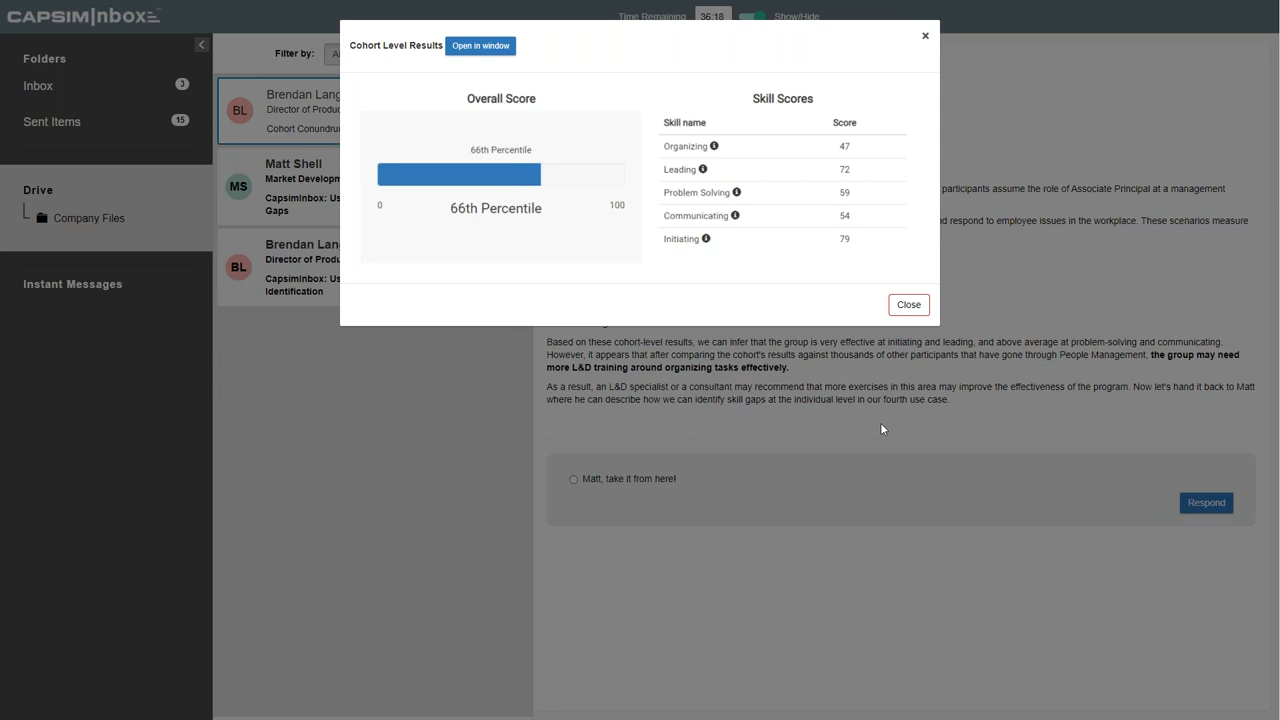 CAPSIM|nbox
Time Remaining 36:18 Show/Hide
Cohort Level Results Open in window
×
Folders
Inbox 3
Sent Items 15
Drive
Company Files
Instant Messages
Filter by:
BL Brendan Lang
Director of Produ
Cohort Conundru
MS Matt Shell
Market Developm
CapsimInbox: Us
Gaps
BL Brendan Lan
Director of Produ
CapsimInbox: Us
Identification
Overall Score
66th Percentile
0 66th Percentile 100
Skill Scores
Skill name Score
Organizing 47
Leading 72
Problem Solving 59
Communicating 54
Initiating 79
Close
participants assume the role of Associate Principal at a management
d respond to employee issues in the workplace. These scenarios measure
Based on these cohort-level results, we can infer that the group is very effective at initiating and leading, and above average at problem-solving and communicating.
However, it appears that after comparing the cohort's results against thousands of other participants that have gone through People Management, the group may need
more L&D training around organizing tasks effectively.
As a result, an L&D specialist or a consultant may recommend that more exercises in this area may improve the effectiveness of the program. Now let's hand it back to Matt
where he can describe how we can identify skill gaps at the individual level in our fourth use case.
Matt, take it from here!
Respond